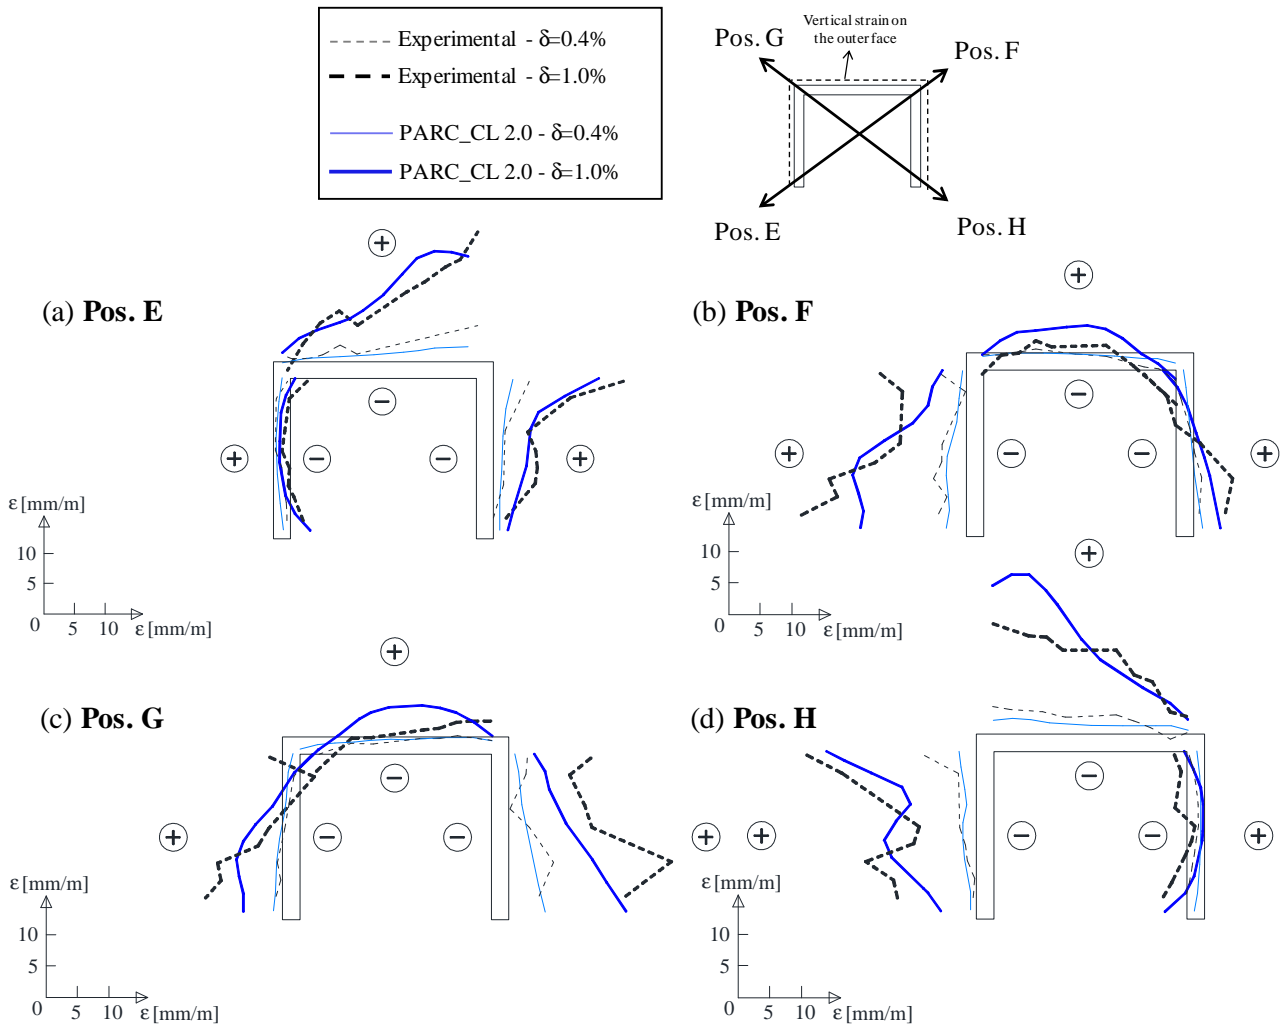 Experimental - δ=0.4%
Experimental - δ=1.0%
PARC_CL 2.0 - δ=0.4%
PARC_CL 2.0 - δ=1.0%
Vertical strain on
the outer face
Pos. G
Pos. F
Pos. E
Pos. H
(a) Pos. E
+
−
+
−
−
+
ε [mm/m]
10
5
0
5
10
ε [mm/m]
(b) Pos. F
+
−
+
−
−
+
ε [mm/m]
10
5
0
5
10
ε [mm/m]
(c) Pos. G
+
−
+
−
−
+
ε [mm/m]
10
5
0
5
10
ε [mm/m]
(d) Pos. H
+
−
+
−
−
+
ε [mm/m]
10
5
0
5
10
ε [mm/m]